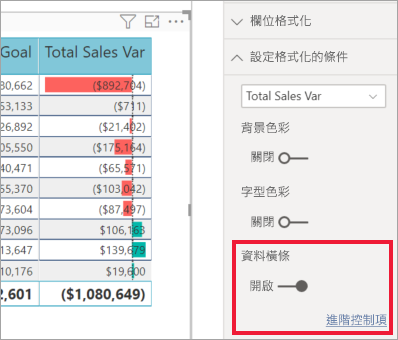 Goal Total Sales Var
80,662 ($892,704)
53,133 ($711)
26,892 ($21,402)
05,550 ($175,164)
40,471 ($65,571)
55,370 ($103,042)
73,604 ($87,497)
73,096 $106,163
13,647 $139,679
10,176 $19,600
2,601 ($1,080,649)
欄位格式化
設定格式化的條件
Total Sales Var
背景色彩
關閉
字型色彩
關閉
資料橫條
開啟
進階控制項